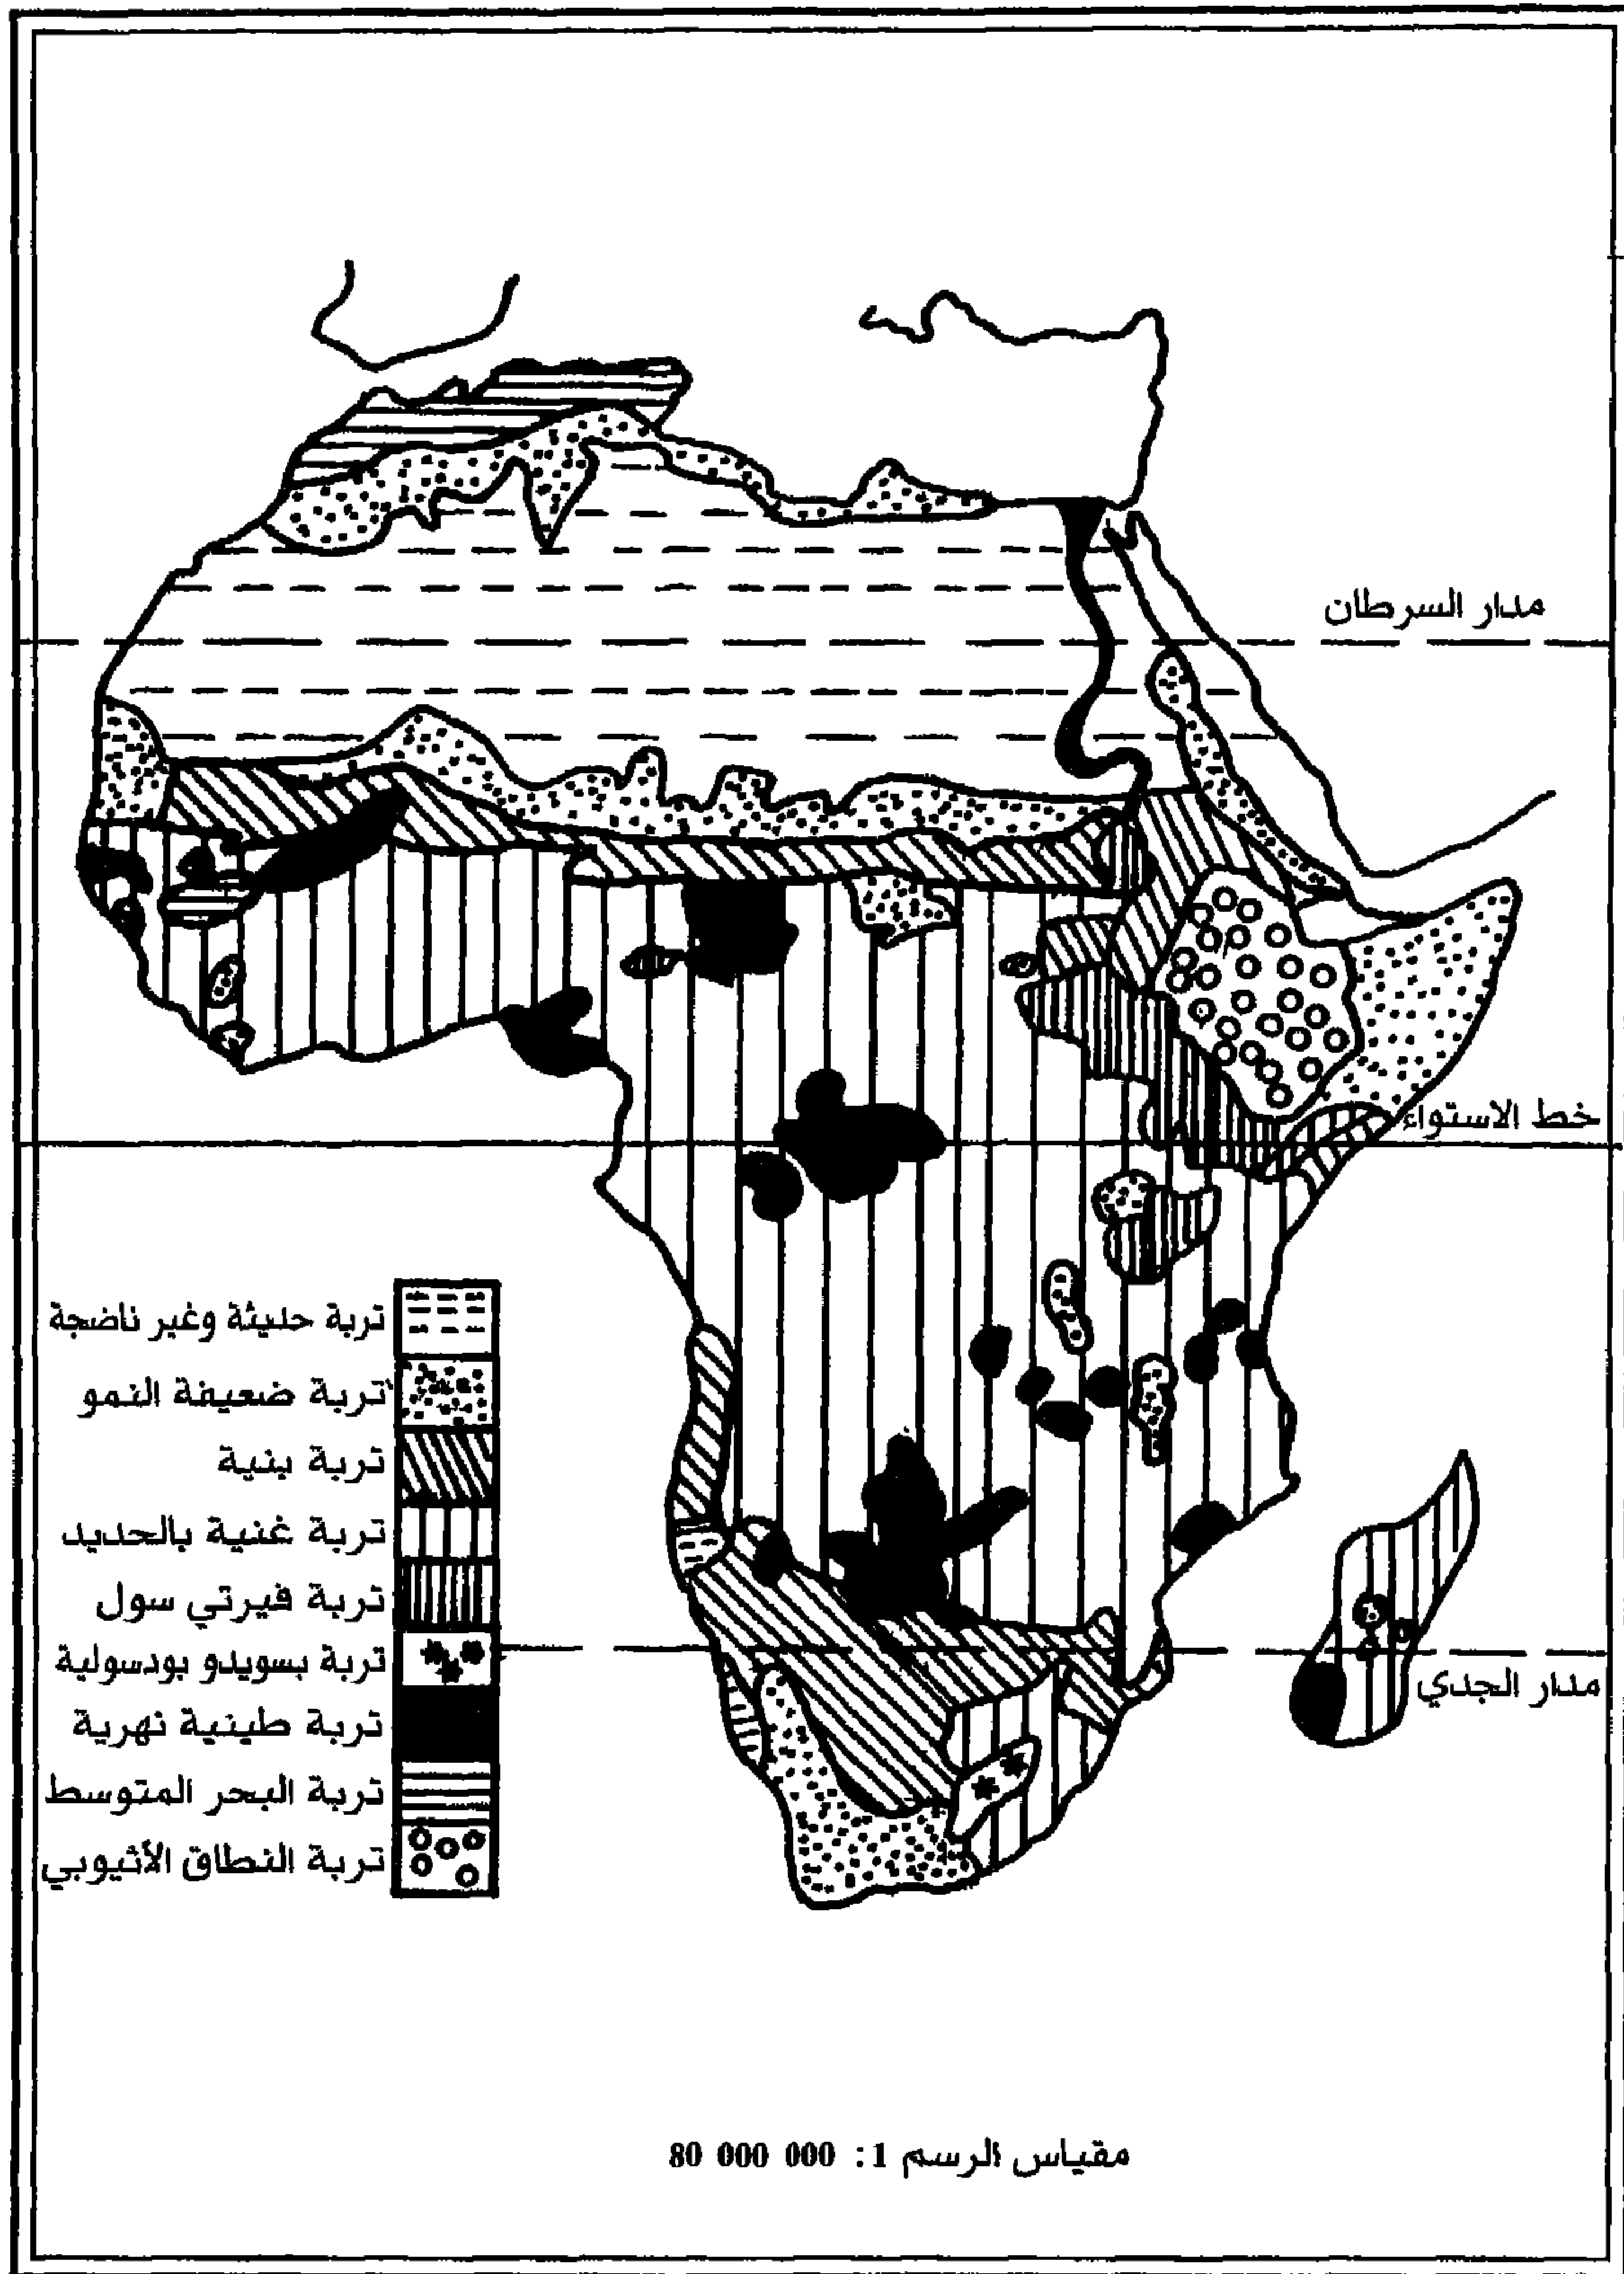 مدار السرطان
خط الاستواء
مدار الجدي
تربة حديثة وغير ناضجة
تربة ضعيفة النمو
تربة بنية
تربة غنية بالحديد
تربة فيرتي سول
تربة بسويدو بودسولية
تربة طينية نهرية
تربة البحر المتوسط
تربة النطاق الأثيوبي
مقياس الرسم 1: 000 000 80